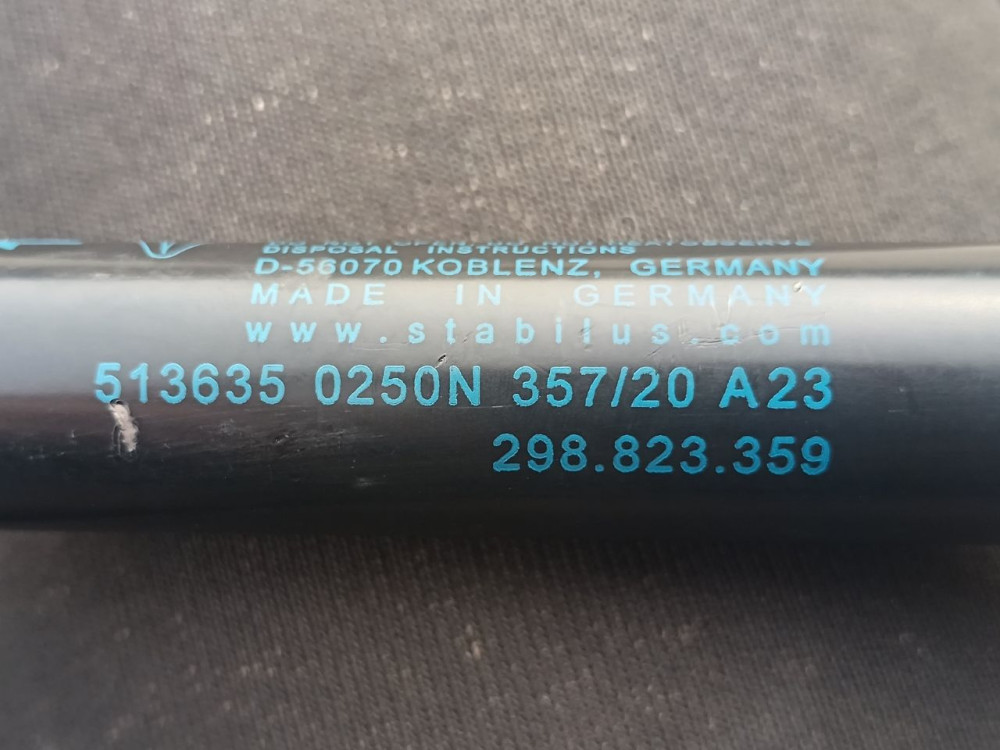 DISPOSAL INSTRUCTIONS
D-56070 KOBLENZ, GERMANY
MADE IN GERMANY
www.stabilus.com
513635 0250N 357/20 A23
298.823.359